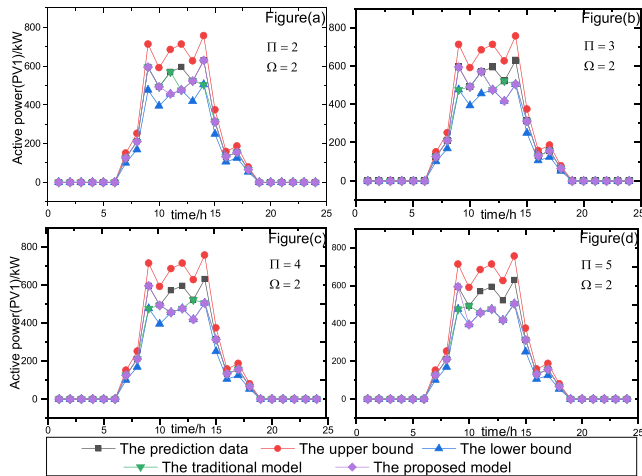 Figure(a)
Π = 2
Ω = 2
Active power(PV1)/kW
800
600
400
200
0
0 5 10 15 20 25
time/h
Figure(b)
Π = 3
Ω = 2
800
600
400
200
0
0 5 10 15 20 25
time/h
Figure(c)
Π = 4
Ω = 2
Active power(PV1)/kW
800
600
400
200
0
0 5 10 15 20 25
time/h
Figure(d)
Π = 5
Ω = 2
800
600
400
200
0
0 5 10 15 20 25
time/h
The prediction data The upper bound The lower bound
The traditional model The proposed model